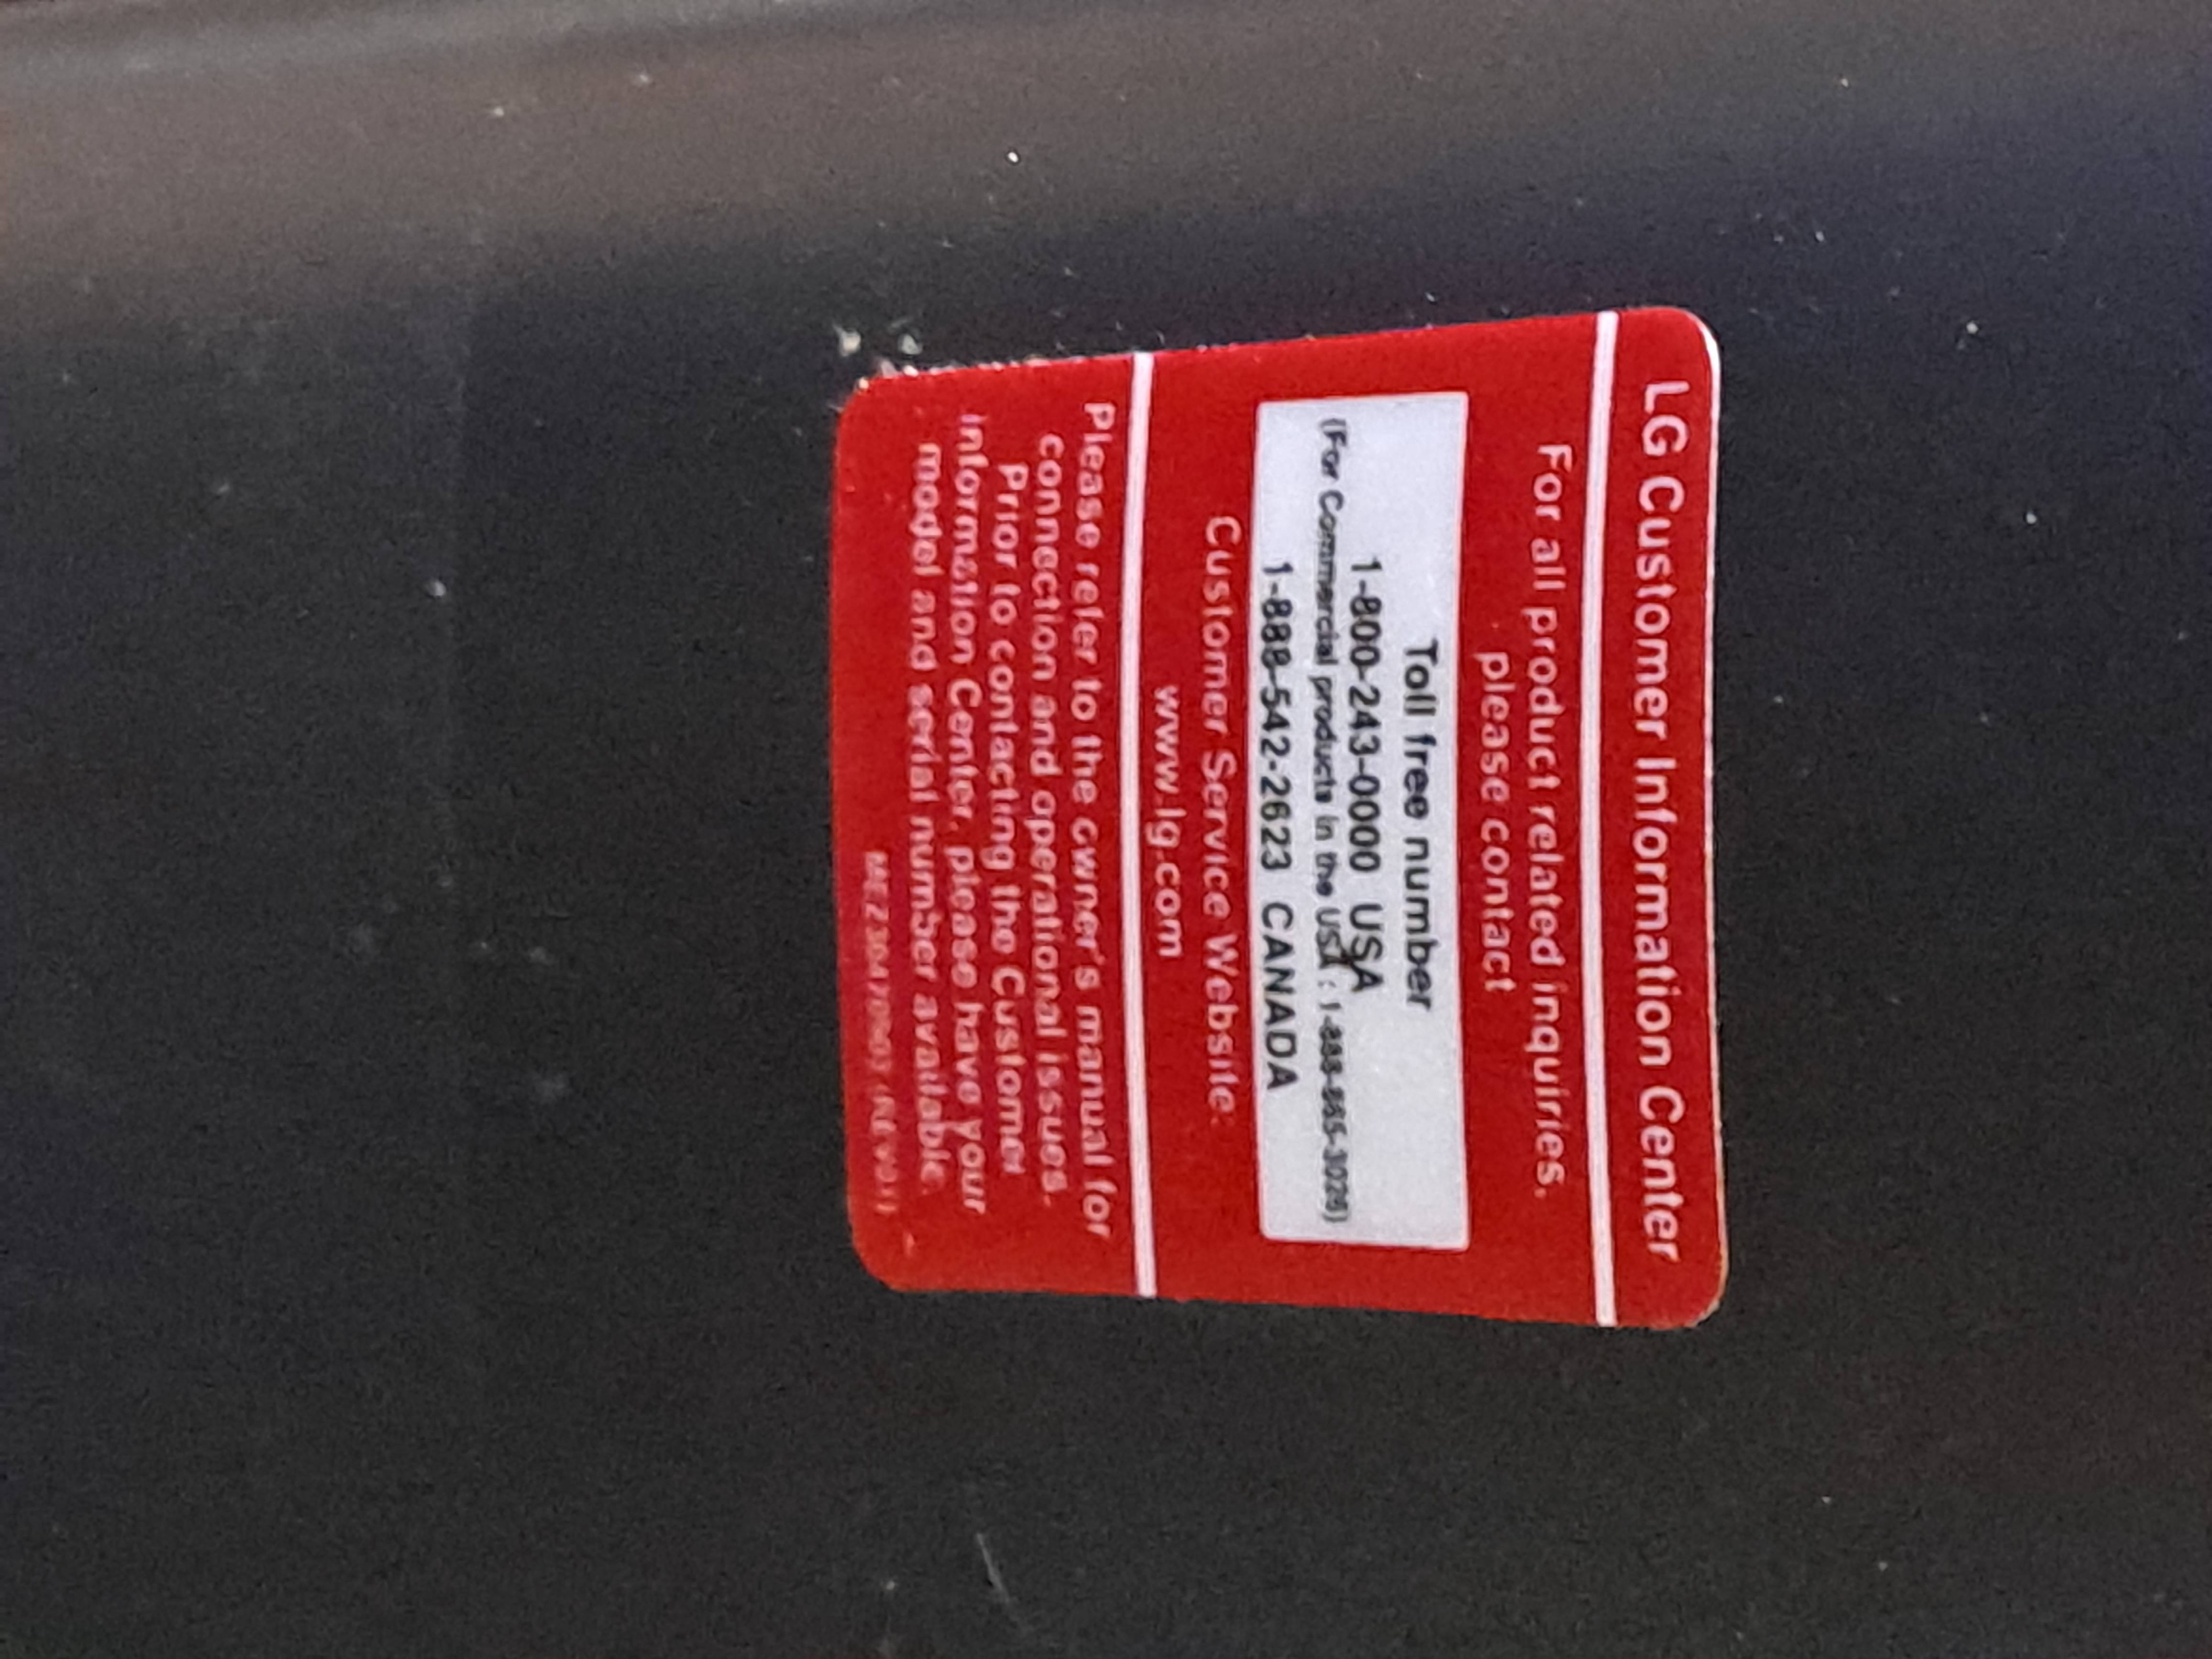 LG Customer Information Center
For all product related inquiries,
please contact
Toll free number
1-800-243-0000 USA
(For Commercial products in the USA : 1-888-865-3026)
1-888-542-2623 CANADA
Customer Service Website:
www.lg.com
Please refer to the owner's manual for
connection and operational issues.
Prior to contacting the Customer
Information Center, please have your
model and serial number available.